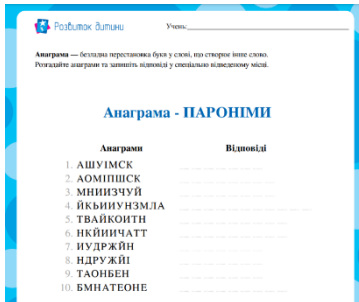 Розвиток дитини
Учень:
Анаграма — безладна перестановка букв у слові, що створює інше слово.
Розгадайте анаграми та запишіть відповіді у спеціально відведеному місці.
Анаграма - ПАРОНІМИ
Анаграми Відповіді
1. АШУІМСК
2. АОМІПШСК
3. МНИИЗЧУЙ
4. ЙКЬИИУНЗМЛА
5. ТВАЙКОИТН
6. НКЙИИЧАТТ
7. ИУДРЖЙН
8. НДРУЖЙІ
9. ТАОНБЕН
10. БМНАТЕОНЕ